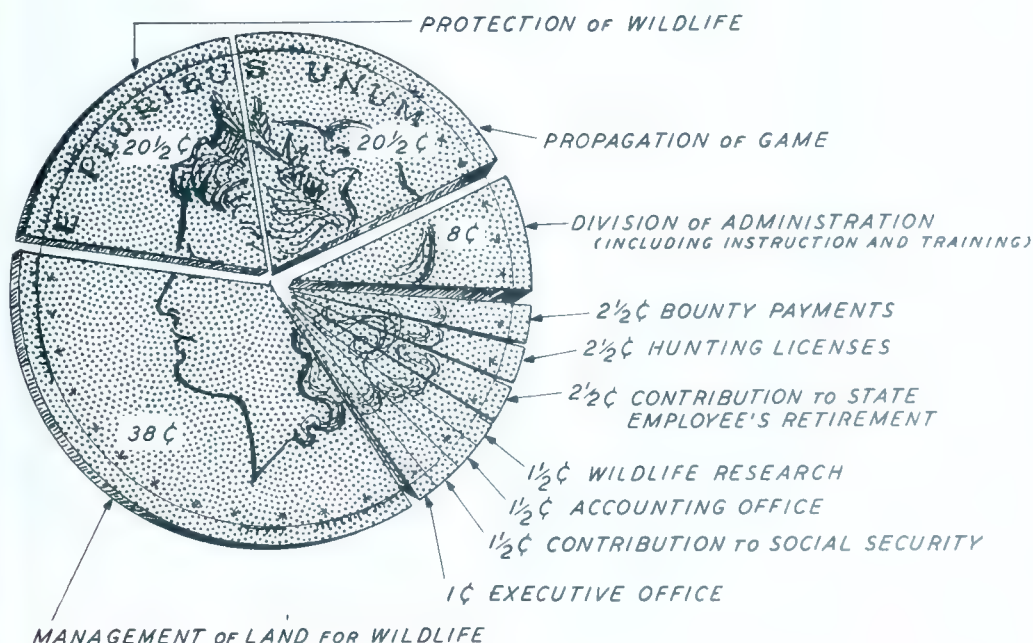 PROTECTION OF WILDLIFE
E PLURIBUS UNUM
20½ ¢
20½ ¢
PROPAGATION OF GAME
DIVISION OF ADMINISTRATION
(INCLUDING INSTRUCTION AND TRAINING)
8 ¢
2½ ¢ BOUNTY PAYMENTS
2½ ¢ HUNTING LICENSES
2½ ¢ CONTRIBUTION TO STATE
EMPLOYEE'S RETIREMENT
38 ¢
1½ ¢ WILDLIFE RESEARCH
1½ ¢ ACCOUNTING OFFICE
1½ ¢ CONTRIBUTION TO SOCIAL SECURITY
1 ¢ EXECUTIVE OFFICE
MANAGEMENT OF LAND FOR WILDLIFE